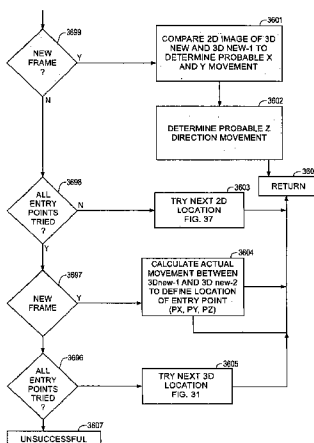 3699
NEW
FRAME
?
Y
N
3601
COMPARE 2D IMAGE OF 3D
NEW AND 3D NEW-1 TO
DETERMINE PROBABLE X
AND Y MOVEMENT
3602
DETERMINE PROBABLE Z
DIRECTION MOVEMENT
RETURN
3698
ALL
ENTRY
POINTS
TRIED
?
N
Y
3603
TRY NEXT 2D
LOCATION
FIG. 37
3697
NEW
FRAME
?
Y
3604
CALCULATE ACTUAL
MOVEMENT BETWEEN
3Dnew-1 AND 3D new-2
TO DEFINE LOCATION
OF ENTRY POINT
(PX, PY, PZ)
3696
ALL
ENTRY
POINTS
TRIED
?
3605
TRY NEXT 3D
LOCATION
FIG. 31
3607
UNSUCCESSFUL